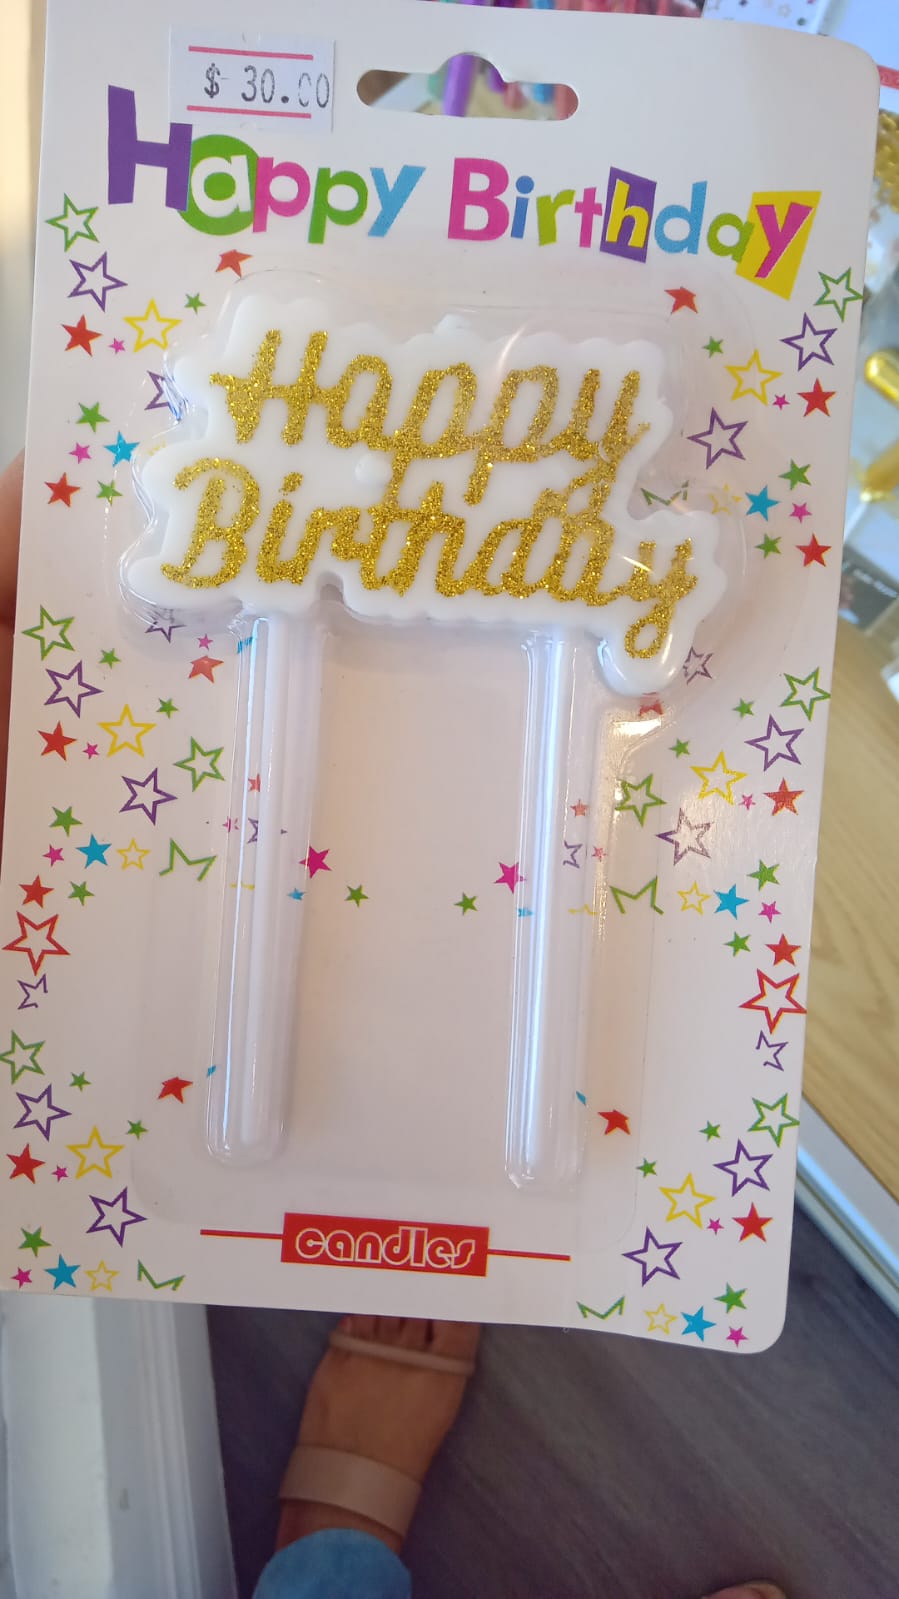 $ 30.00
Happy Birthday
Happy
Birthday
candles